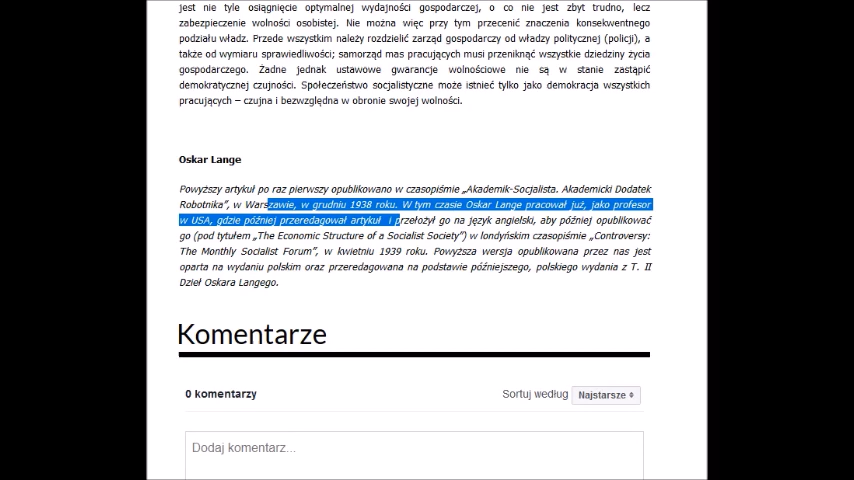 jest nie tyle osiągnięcie optymalnej wydajności gospodarczej, o co nie jest zbyt trudno, lecz
zabezpieczenie wolności osobistej. Nie można więc przy tym przecenić znaczenia konsekwentnego
podziału władz. Przede wszystkim należy rozdzielić zarząd gospodarczy od władzy politycznej (policji), a
także od wymiaru sprawiedliwości; samorząd mas pracujących musi przeniknąć wszystkie dziedziny życia
gospodarczego. Żadne jednak ustawowe gwarancje wolnościowe nie są w stanie zastąpić
demokratycznej czujności. Społeczeństwo socjalistyczne może istnieć tylko jako demokracja wszystkich
pracujących – czujna i bezwzględna w obronie swojej wolności.
Oskar Lange
Powyższy artykuł po raz pierwszy opublikowano w czasopiśmie „Akademik-Socjalista. Akademicki Dodatek
Robotnika”, w Warszawie, w grudniu 1938 roku. W tym czasie Oskar Lange pracował już, jako profesor
w USA, gdzie później przeredagował artykuł i przełożył go na język angielski, aby później opublikować
go (pod tytułem „The Economic Structure of a Socialist Society”) w londyńskim czasopiśmie „Controversy:
The Monthly Socialist Forum”, w kwietniu 1939 roku. Powyższa wersja opublikowana przez nas jest
oparta na wydaniu polskim oraz przeredagowana na podstawie późniejszego, polskiego wydania z T. II
Dzieł Oskara Langego.
Komentarze
0 komentarzy
Sortuj według Najstarsze
Dodaj komentarz...